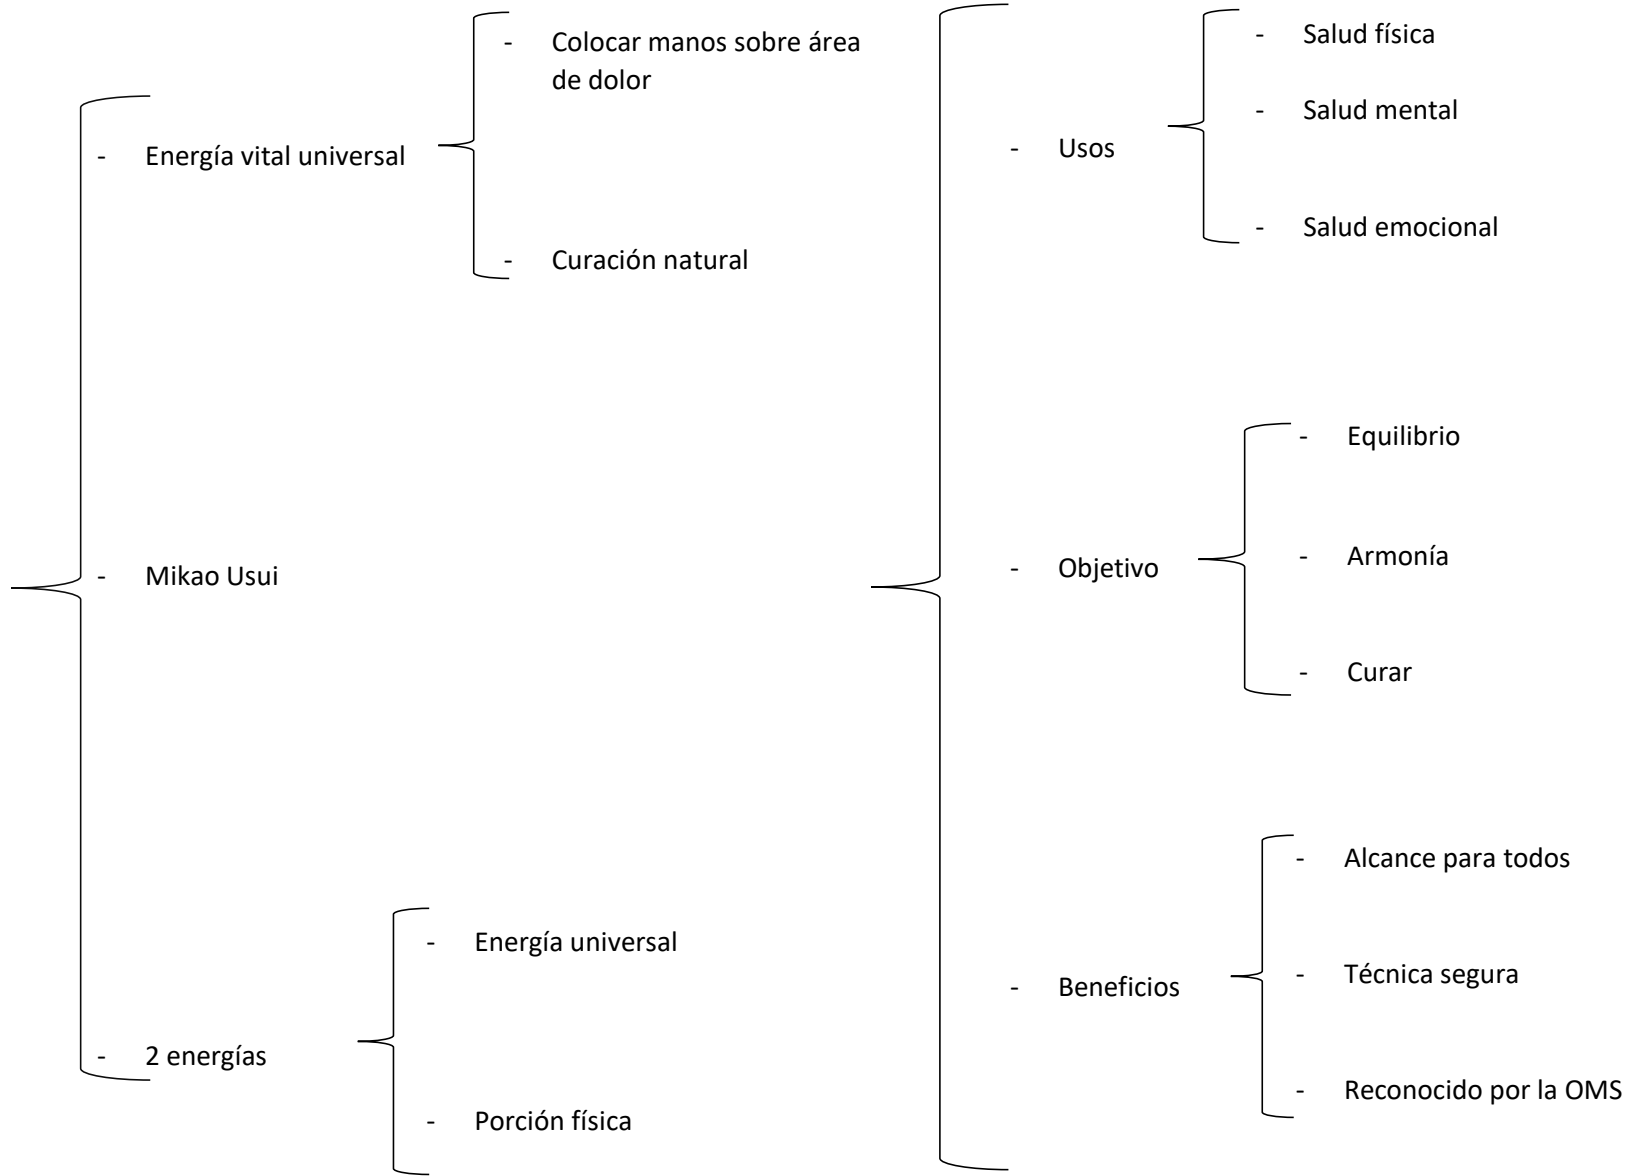 - Colocar manos sobre área
de dolor
- Energía vital universal
- Curación natural
- Mikao Usui
- Energía universal
- 2 energías
- Porción física
- Salud física
- Salud mental
- Usos
- Salud emocional
- Equilibrio
- Objetivo
- Armonía
- Curar
- Alcance para todos
- Beneficios
- Técnica segura
- Reconocido por la OMS